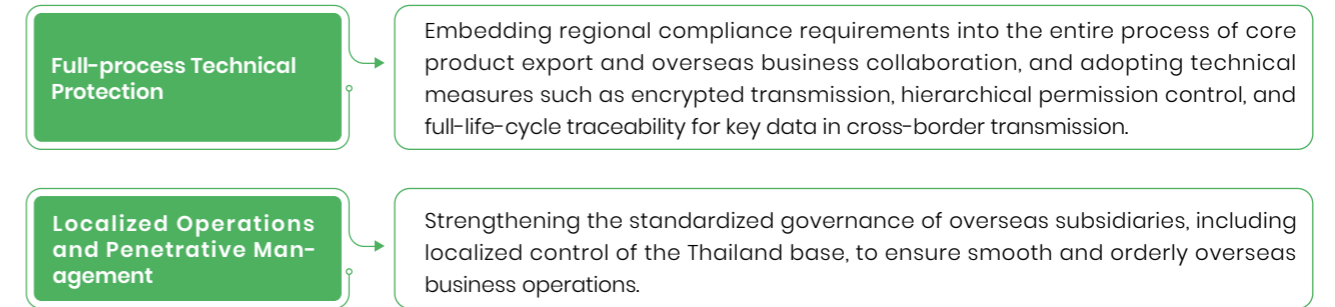 Full-process Technical
Protection
Embedding regional compliance requirements into the entire process of core
product export and overseas business collaboration, and adopting technical
measures such as encrypted transmission, hierarchical permission control, and
full-life-cycle traceability for key data in cross-border transmission.
Localized Operations
and Penetrative Man-
agement
Strengthening the standardized governance of overseas subsidiaries, including
localized control of the Thailand base, to ensure smooth and orderly overseas
business operations.